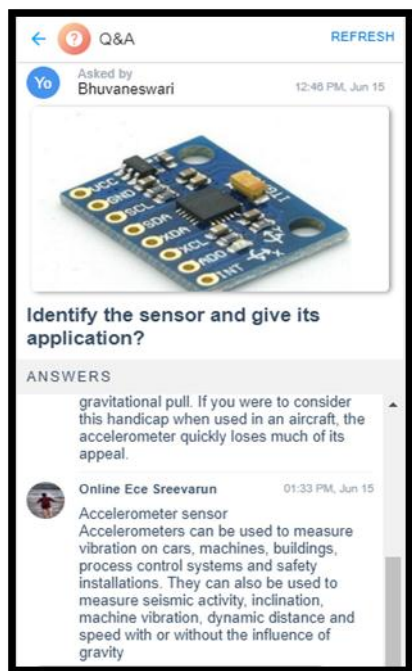 Q&A
REFRESH
Yo
Asked by
Bhuvaneswari
12:46 PM, Jun 15
VCC
GND
SCL
SDA
XDA
XCL
ADO
INT
Identify the sensor and give its
application?
ANSWERS
gravitational pull. If you were to consider
this handicap when used in an aircraft, the
accelerometer quickly loses much of its
appeal.
Online Ece Sreevarun
01:33 PM, Jun 15
Accelerometer sensor
Accelerometers can be used to measure
vibration on cars, machines, buildings,
process control systems and safety
installations. They can also be used to
measure seismic activity, inclination,
machine vibration, dynamic distance and
speed with or without the influence of
gravity